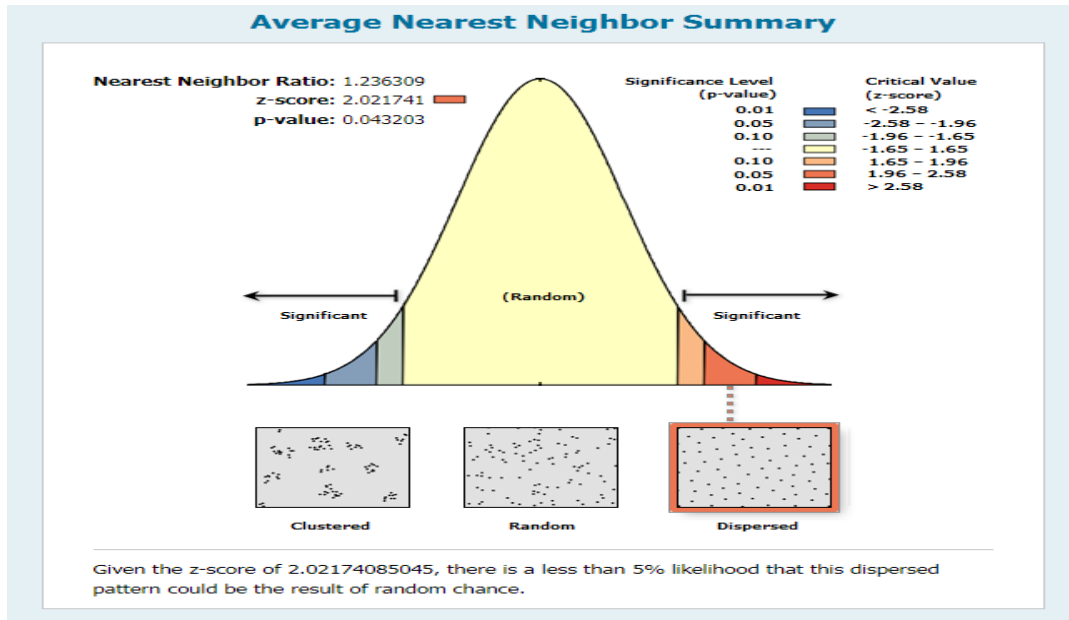 Average Nearest Neighbor Summary
Nearest Neighbor Ratio: 1.236309
z-score: 2.021741
p-value: 0.043203
Significance Level
(p-value)
Critical Value
(z-score)
0.01 < -2.58
0.05 -2.58 – -1.96
0.10 -1.96 – -1.65
--- -1.65 – 1.65
0.10 1.65 – 1.96
0.05 1.96 – 2.58
0.01 > 2.58
(Random)
Significant
Significant
Clustered
Random
Dispersed
Given the z-score of 2.02174085045, there is a less than 5% likelihood that this dispersed
pattern could be the result of random chance.